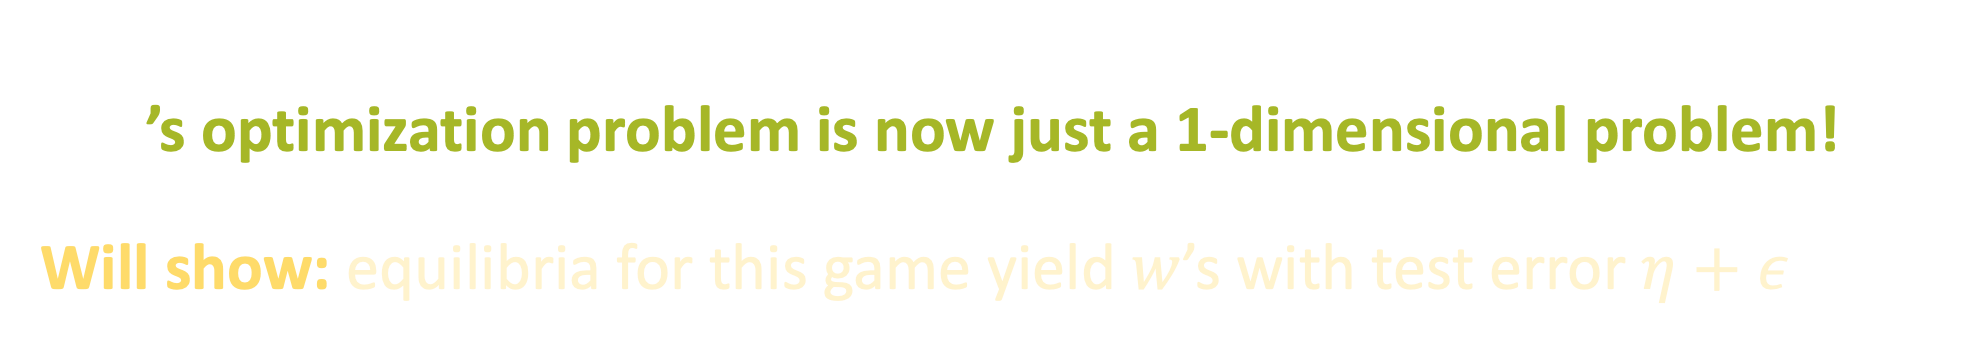 ’s optimization problem is now just a 1-dimensional problem!
Will show: equilibria for this game yield 𝑤’s with test error 𝜂 + 𝜖